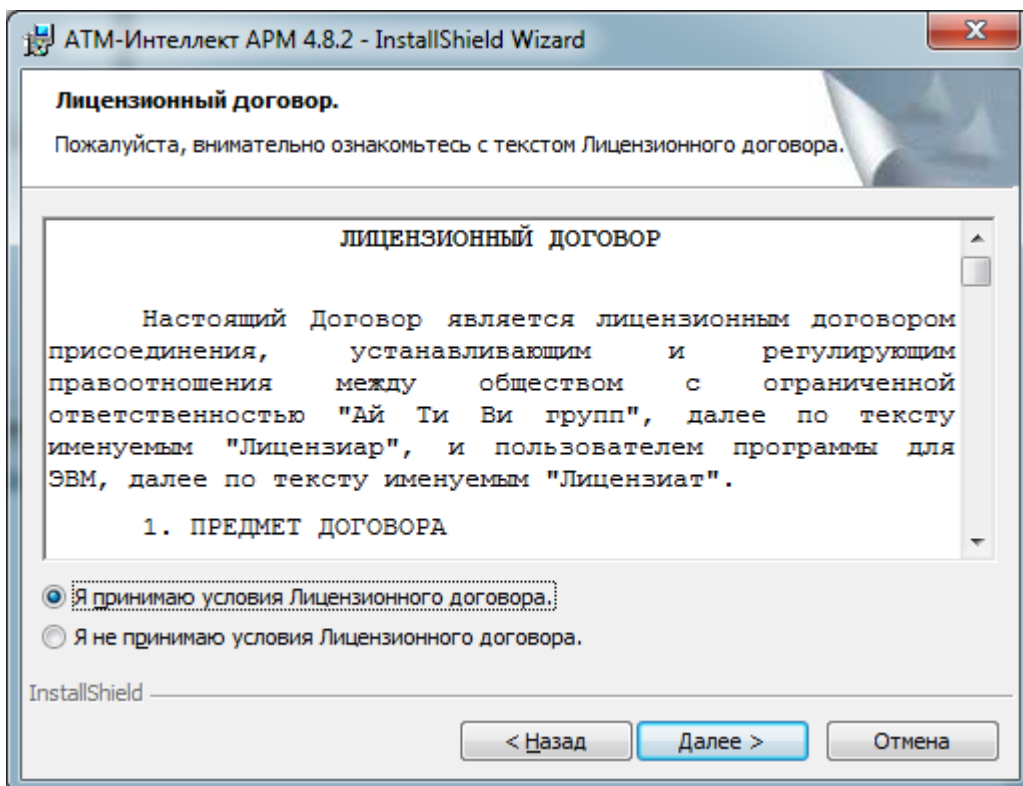 АТМ-Интеллект АРМ 4.8.2 - InstallShield Wizard
Лицензионный договор.
Пожалуйста, внимательно ознакомьтесь с текстом Лицензионного договора.
ЛИЦЕНЗИОННЫЙ ДОГОВОР
Настоящий Договор является лицензионным договором
присоединения, устанавливающим и регулирующим
правоотношения между обществом с ограниченной
ответственностью "Ай Ти Ви групп", далее по тексту
именуемым "Лицензиар", и пользователем программы для
ЭВМ, далее по тексту именуемым "Лицензиат".
1. ПРЕДМЕТ ДОГОВОРА
Я принимаю условия Лицензионного договора.
Я не принимаю условия Лицензионного договора.
InstallShield
< Назад
Далее >
Отмена